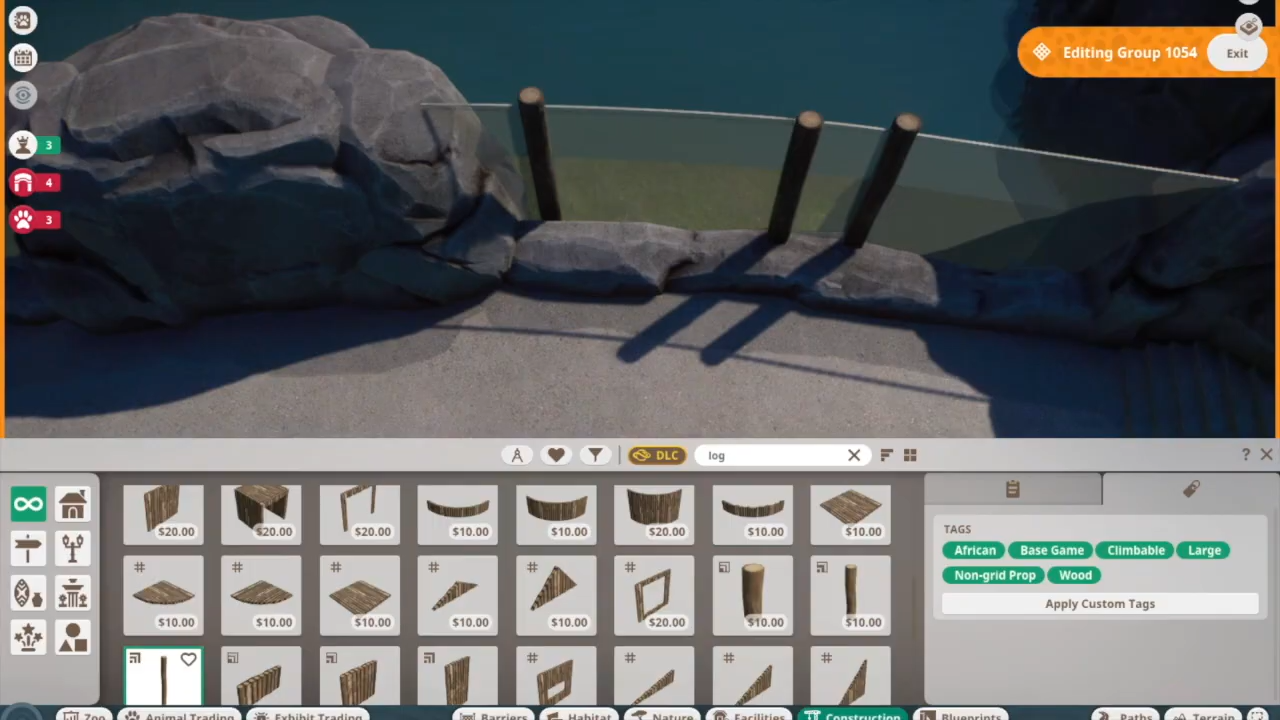 Editing Group 1054
Exit
3
4
3
DLC
log
?
$20.00
$20.00
$20.00
$10.00
$10.00
$20.00
$10.00
$10.00
$10.00
$10.00
$10.00
$10.00
$10.00
$20.00
$10.00
$10.00
TAGS
African
Base Game
Climbable
Large
Non-grid Prop
Wood
Apply Custom Tags
Zoo
Animal Trading
Exhibit Trading
Barriers
Habitat
Nature
Facilities
Construction
Blueprints
Paths
Terrain